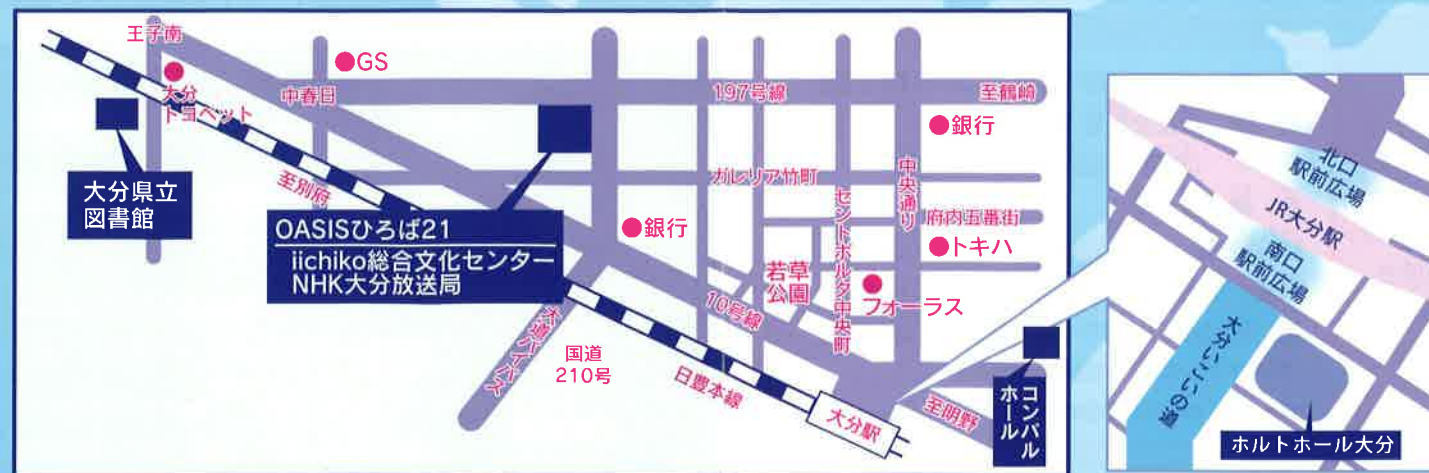 王子南
GS
大分
トヨペット
中春日
197号線
至鶴崎
銀行
大分県立
図書館
至別府
OASISひろば21
iichiko総合文化センター
NHK大分放送局
ガレリア竹町
中央通り
セントポルタ中央町
府内五番街
銀行
トキハ
若草
公園
フォーラス
10号線
大道バイパス
国道
210号
日豊本線
大分駅
至明野
コンパル
ホール
北口
駅前広場
JR大分駅
南口
駅前広場
大分いこいの道
ホルトホール大分